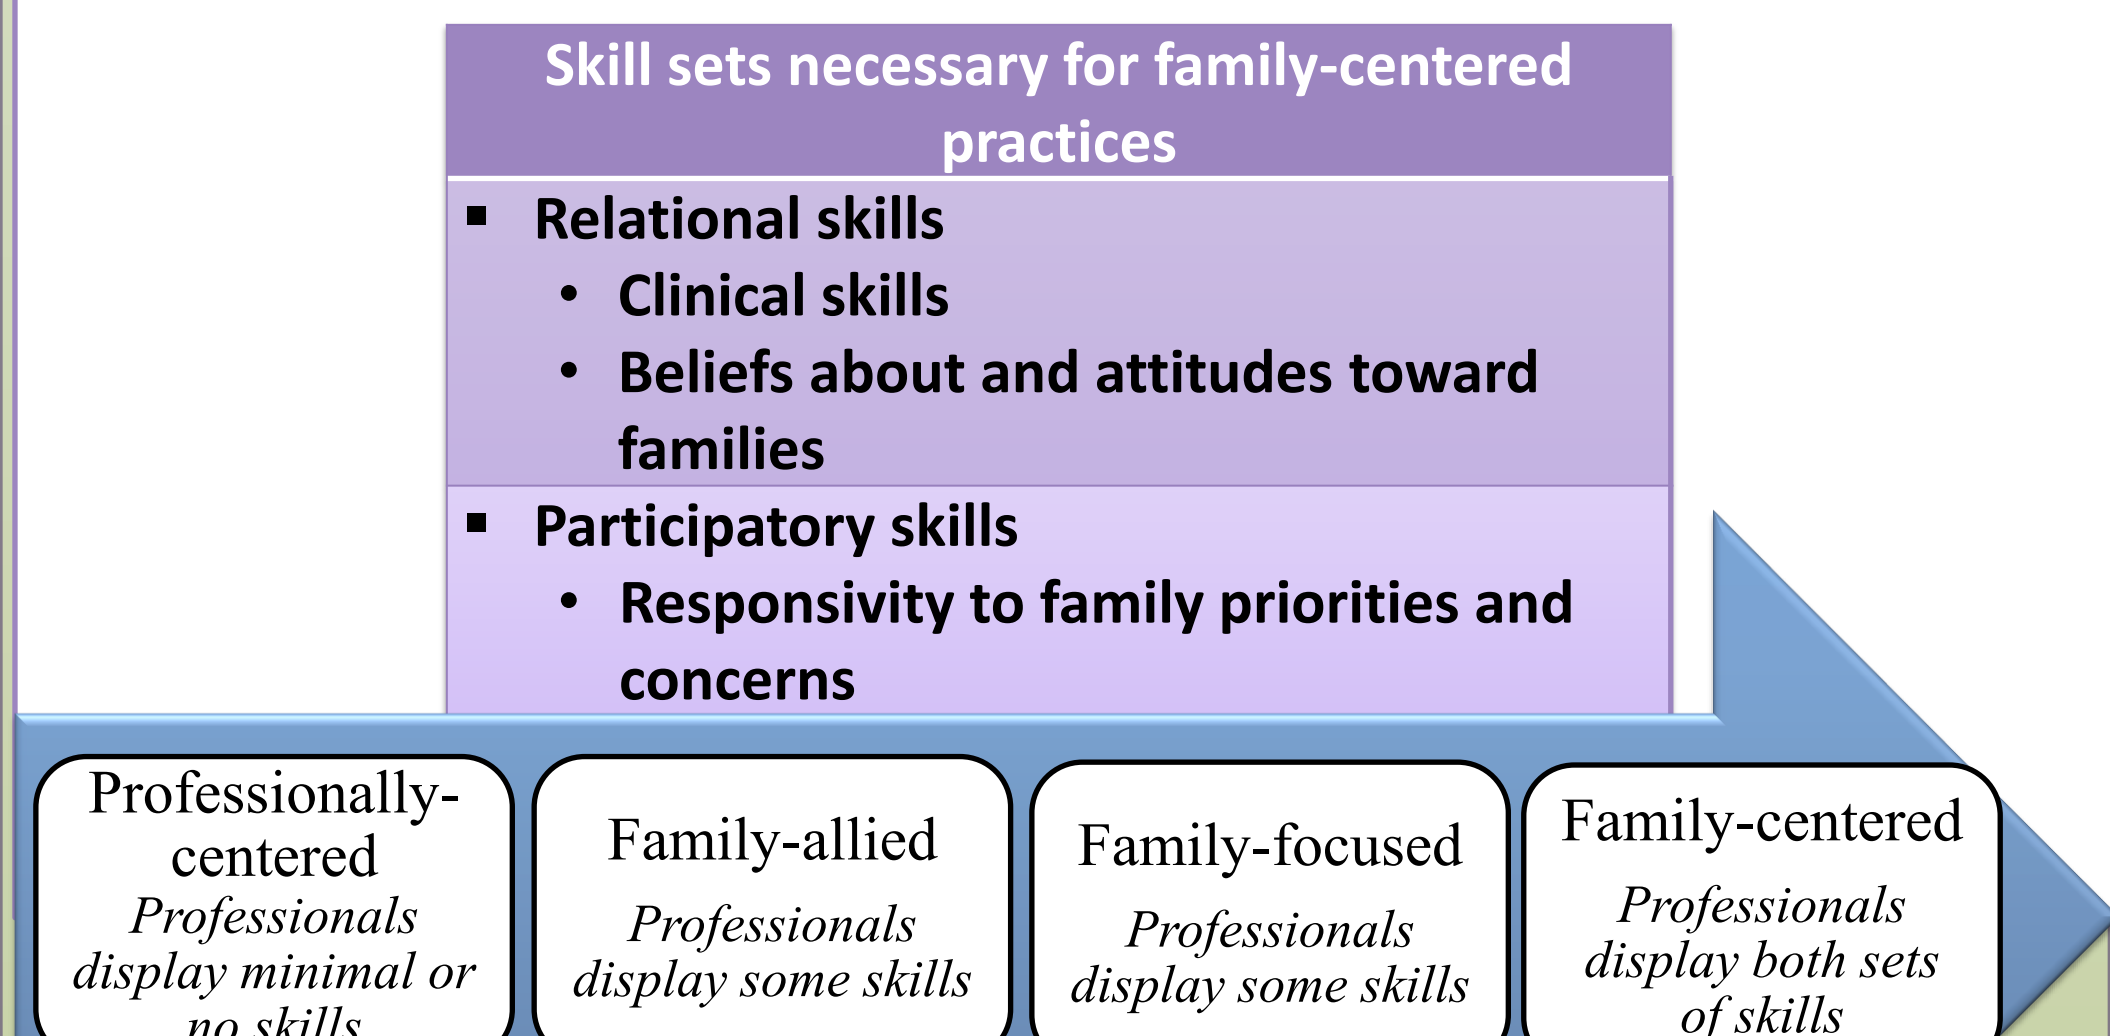 Skill sets necessary for family-centered
practices
▪ Relational skills
• Clinical skills
• Beliefs about and attitudes toward
families
▪ Participatory skills
• Responsivity to family priorities and
concerns
Professionally-
centered
Professionals
display minimal or
no skills
Family-allied
Professionals
display some skills
Family-focused
Professionals
display some skills
Family-centered
Professionals
display both sets
of skills